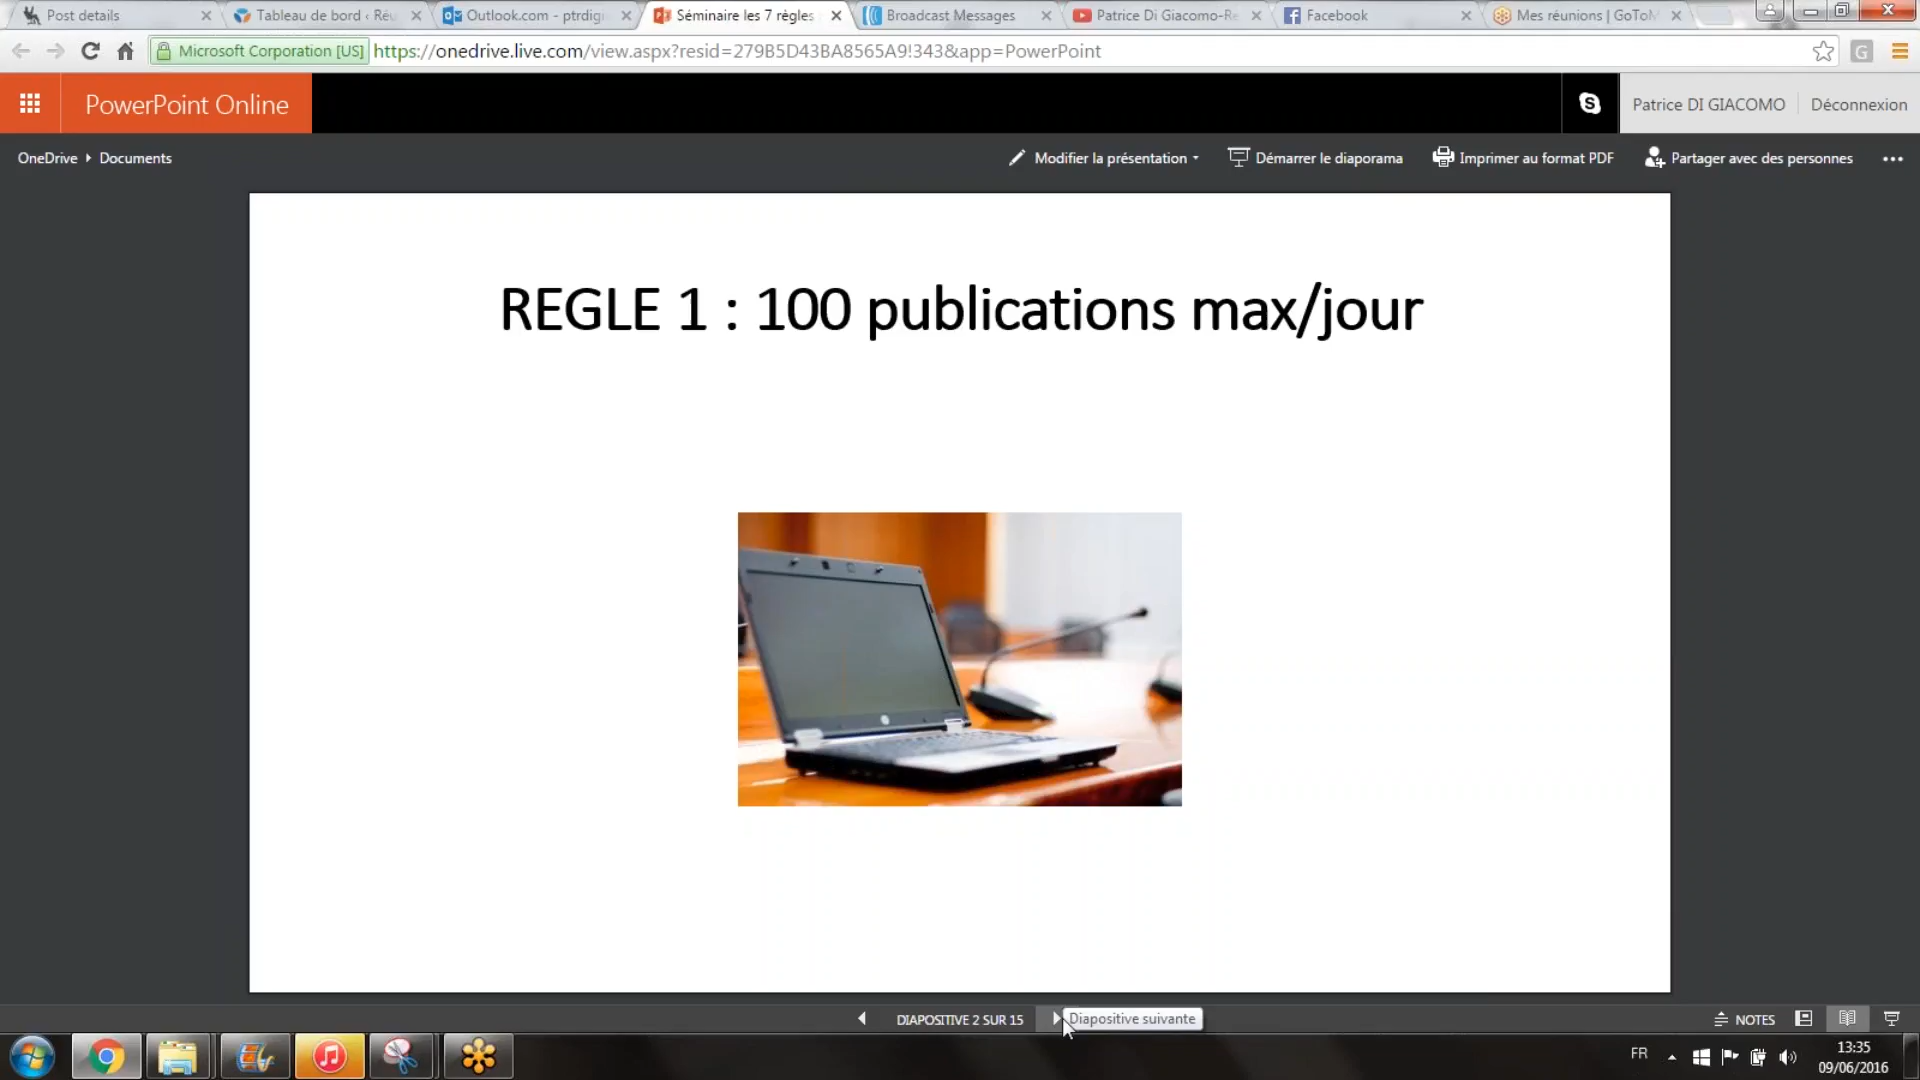 Post details
Tableau de bord ‹ Réu
Outlook.com - ptrdig
Séminaire les 7 règles
Broadcast Messages
Patrice Di Giacomo-Re
Facebook
Mes réunions | GoToM
Microsoft Corporation [US]
https://onedrive.live.com/view.aspx?resid=279B5D43BA8565A9!343&app=PowerPoint
PowerPoint Online
Patrice DI GIACOMO
Déconnexion
OneDrive
Documents
Modifier la présentation
Démarrer le diaporama
Imprimer au format PDF
Partager avec des personnes
REGLE 1 : 100 publications max/jour
DIAPOSITIVE 2 SUR 15
Diapositive suivante
NOTES
FR
13:35
09/06/2016